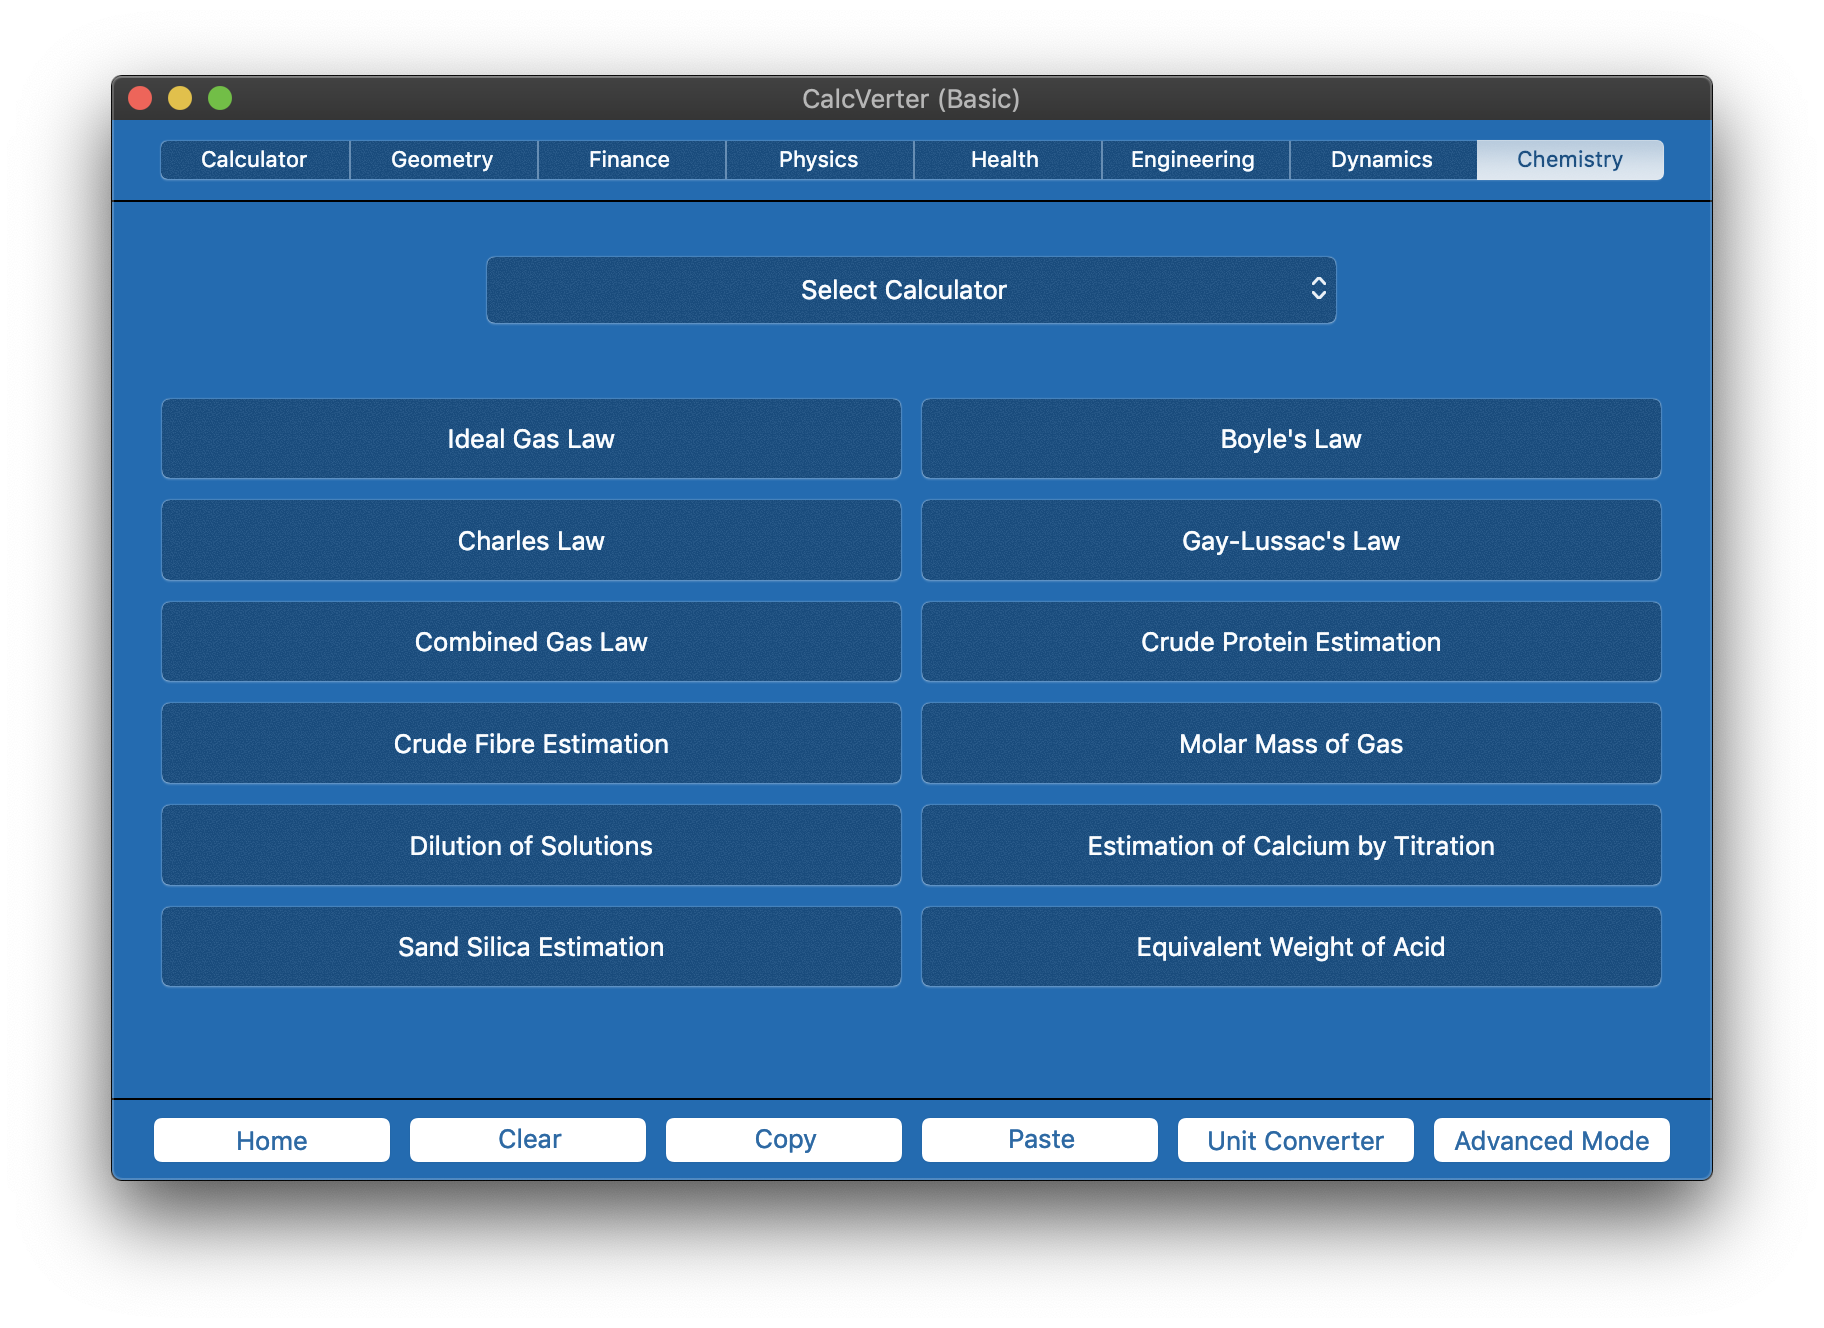 CalcVerter (Basic)
Calculator Geometry Finance Physics Health Engineering Dynamics Chemistry
Select Calculator
Ideal Gas Law Boyle's Law
Charles Law Gay-Lussac's Law
Combined Gas Law Crude Protein Estimation
Crude Fibre Estimation Molar Mass of Gas
Dilution of Solutions Estimation of Calcium by Titration
Sand Silica Estimation Equivalent Weight of Acid
Home Clear Copy Paste Unit Converter Advanced Mode